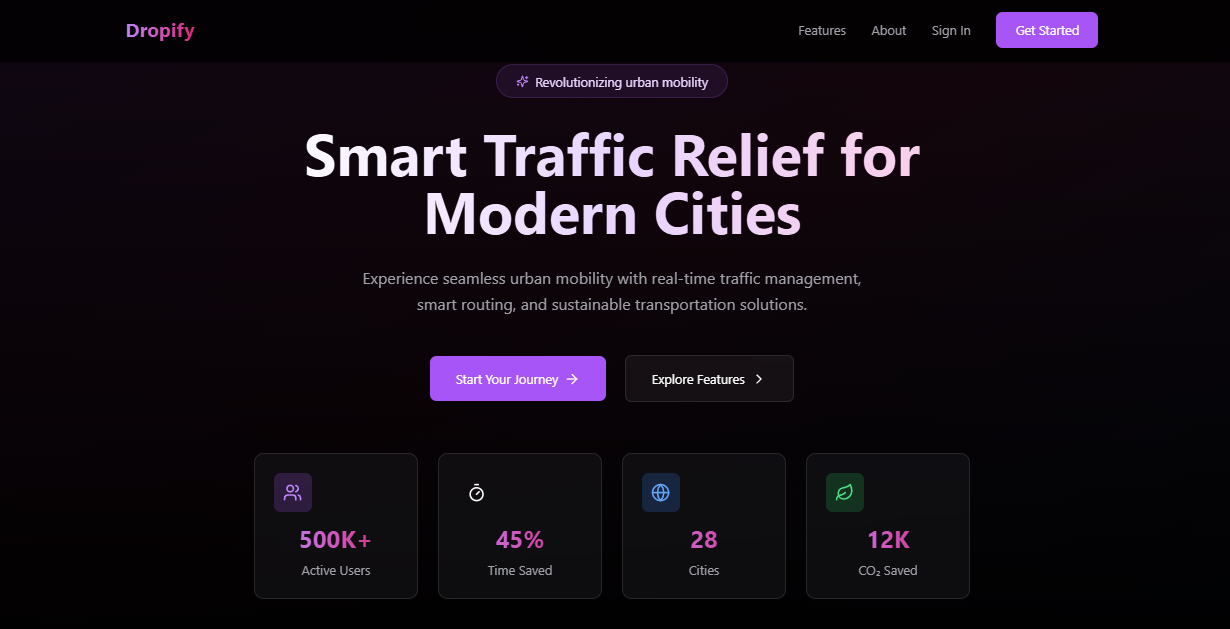 Dropify
Features
About
Sign In
Get Started
Revolutionizing urban mobility
Smart Traffic Relief for
Modern Cities
Experience seamless urban mobility with real-time traffic management,
smart routing, and sustainable transportation solutions.
Start Your Journey
Explore Features
500K+
Active Users
45%
Time Saved
28
Cities
12K
CO₂ Saved